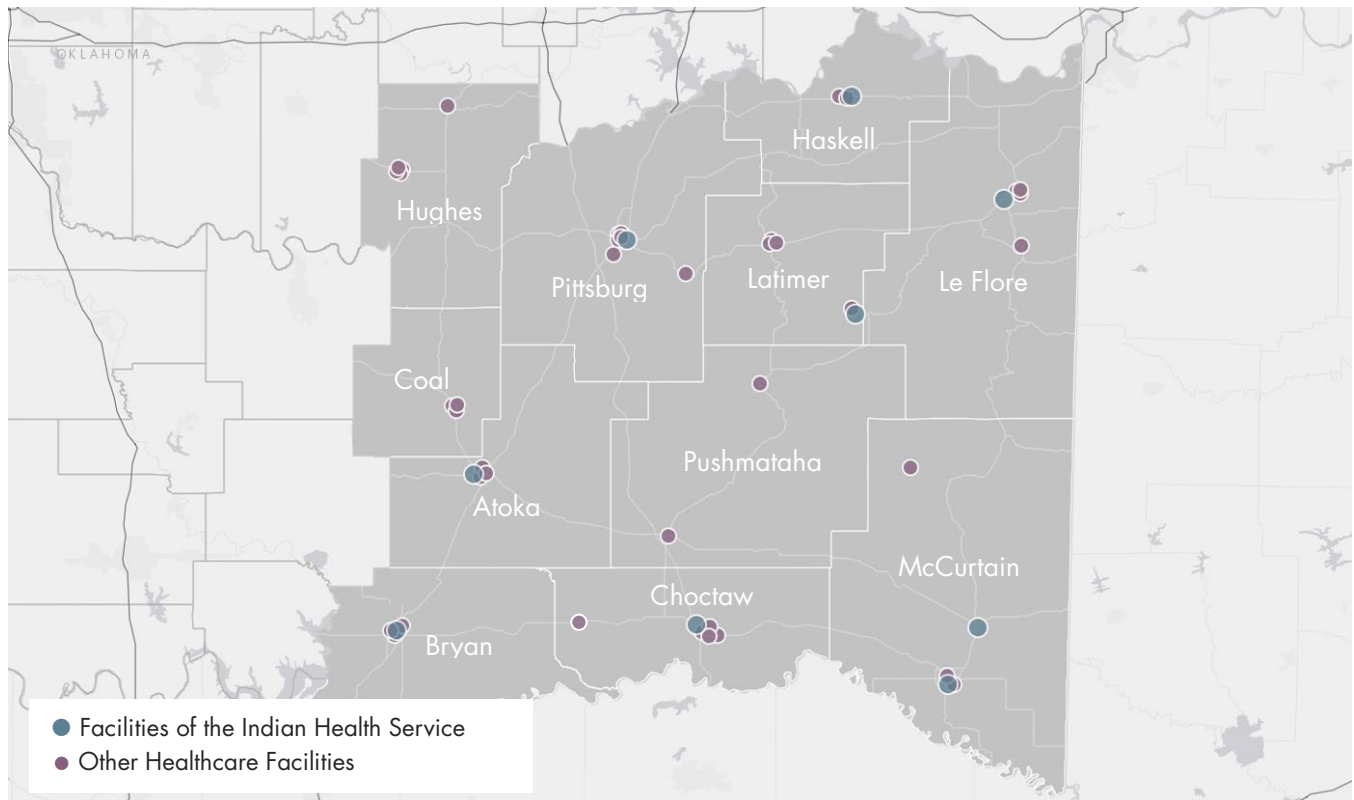 OKLAHOMA
Haskell
Hughes
Pittsburg
Latimer
Le Flore
Coal
Pushmataha
Atoka
McCurtain
Choctaw
Bryan
Facilities of the Indian Health Service
Other Healthcare Facilities